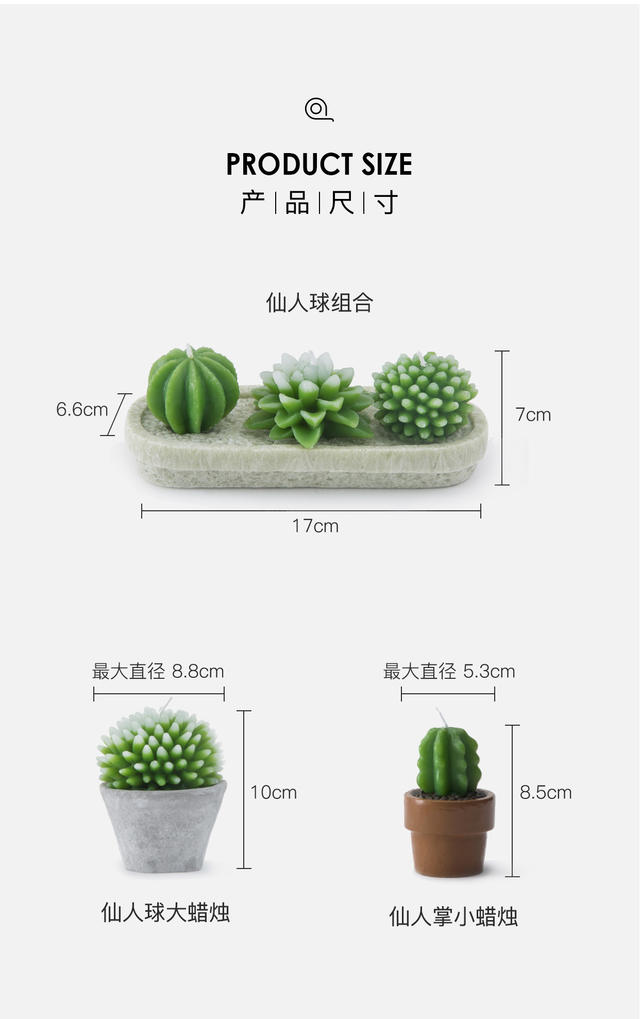 PRODUCT SIZE
产|品|尺|寸
仙人球组合
6.6cm
7cm
17cm
最大直径 8.8cm
最大直径 5.3cm
10cm
8.5cm
仙人球大蜡烛
仙人掌小蜡烛